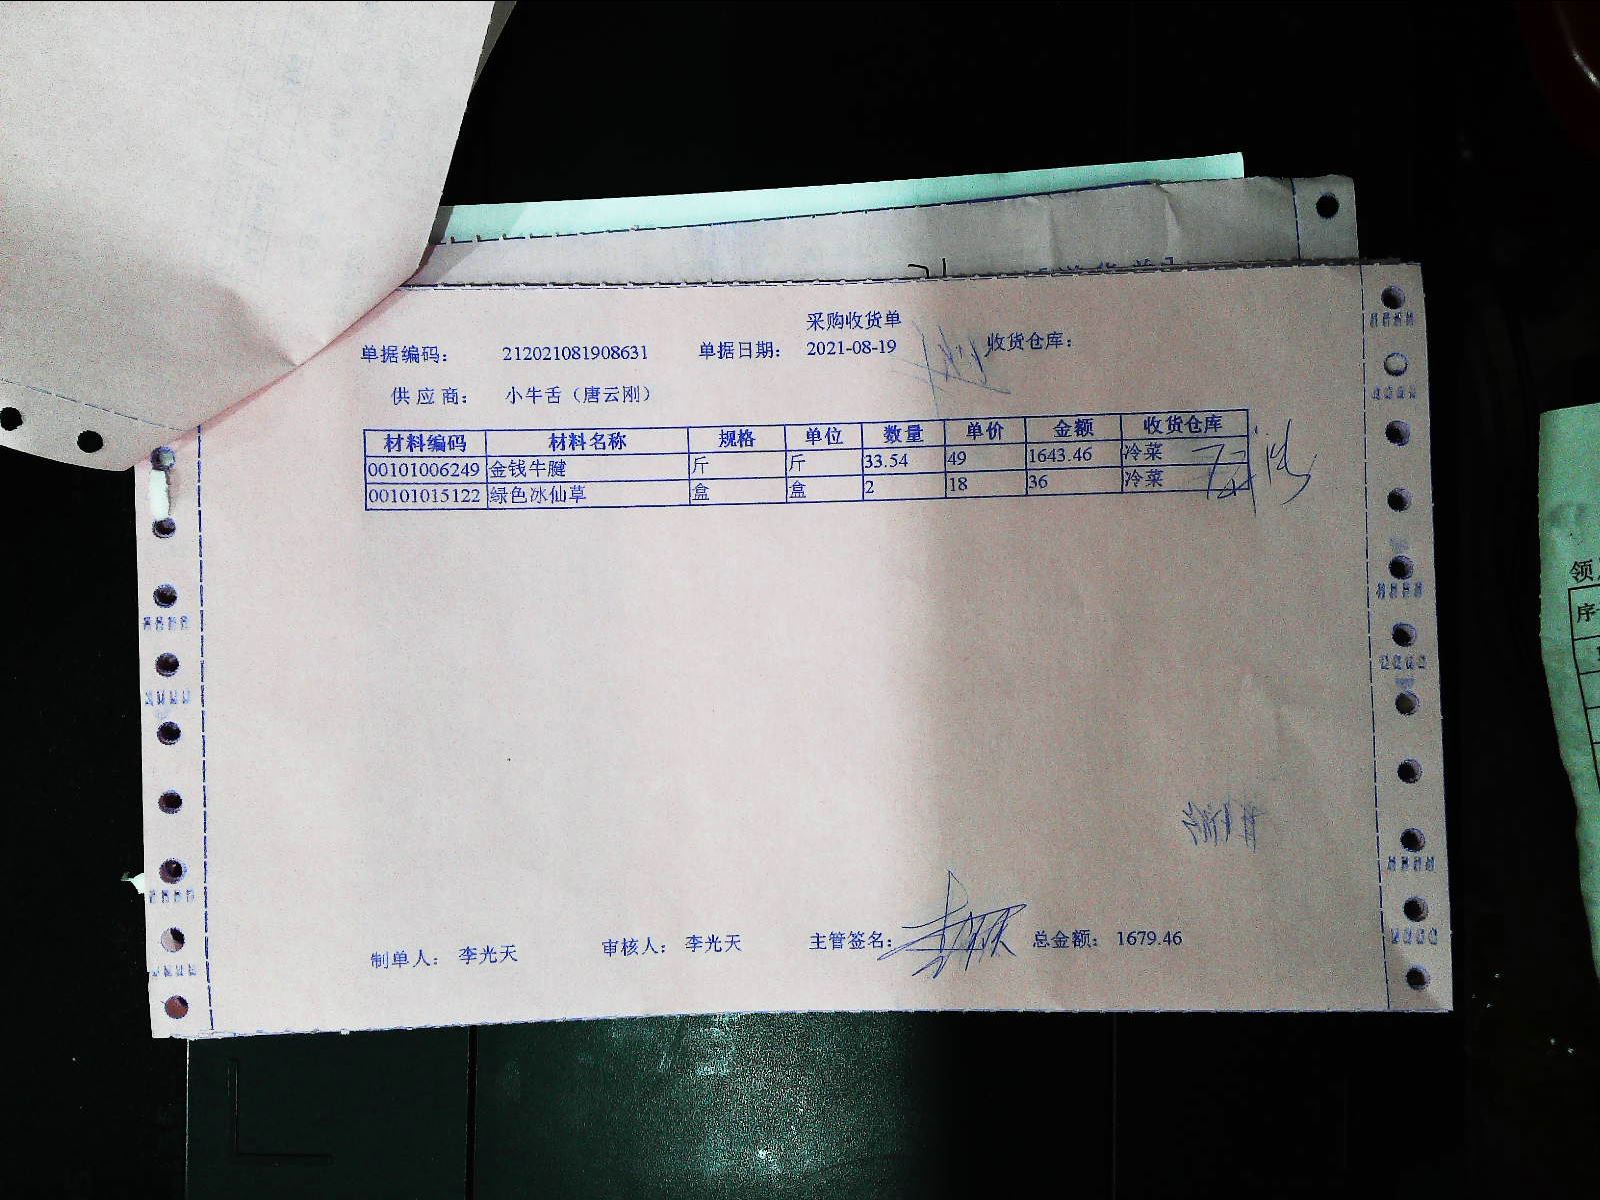 采购收货单
单据编码： 212021081908631 单据日期： 2021-08-19 收货仓库：
供应商： 小牛舌（唐云刚）
材料编码 材料名称 规格 单位 数量 单价 金额 收货仓库
00101006249 金钱牛腱 斤 斤 33.54 49 1643.46 冷菜
00101015122 绿色冰仙草 盒 盒 2 18 36 冷菜
制单人： 李光天 审核人： 李光天 主管签名： 总金额： 1679.46
领
序